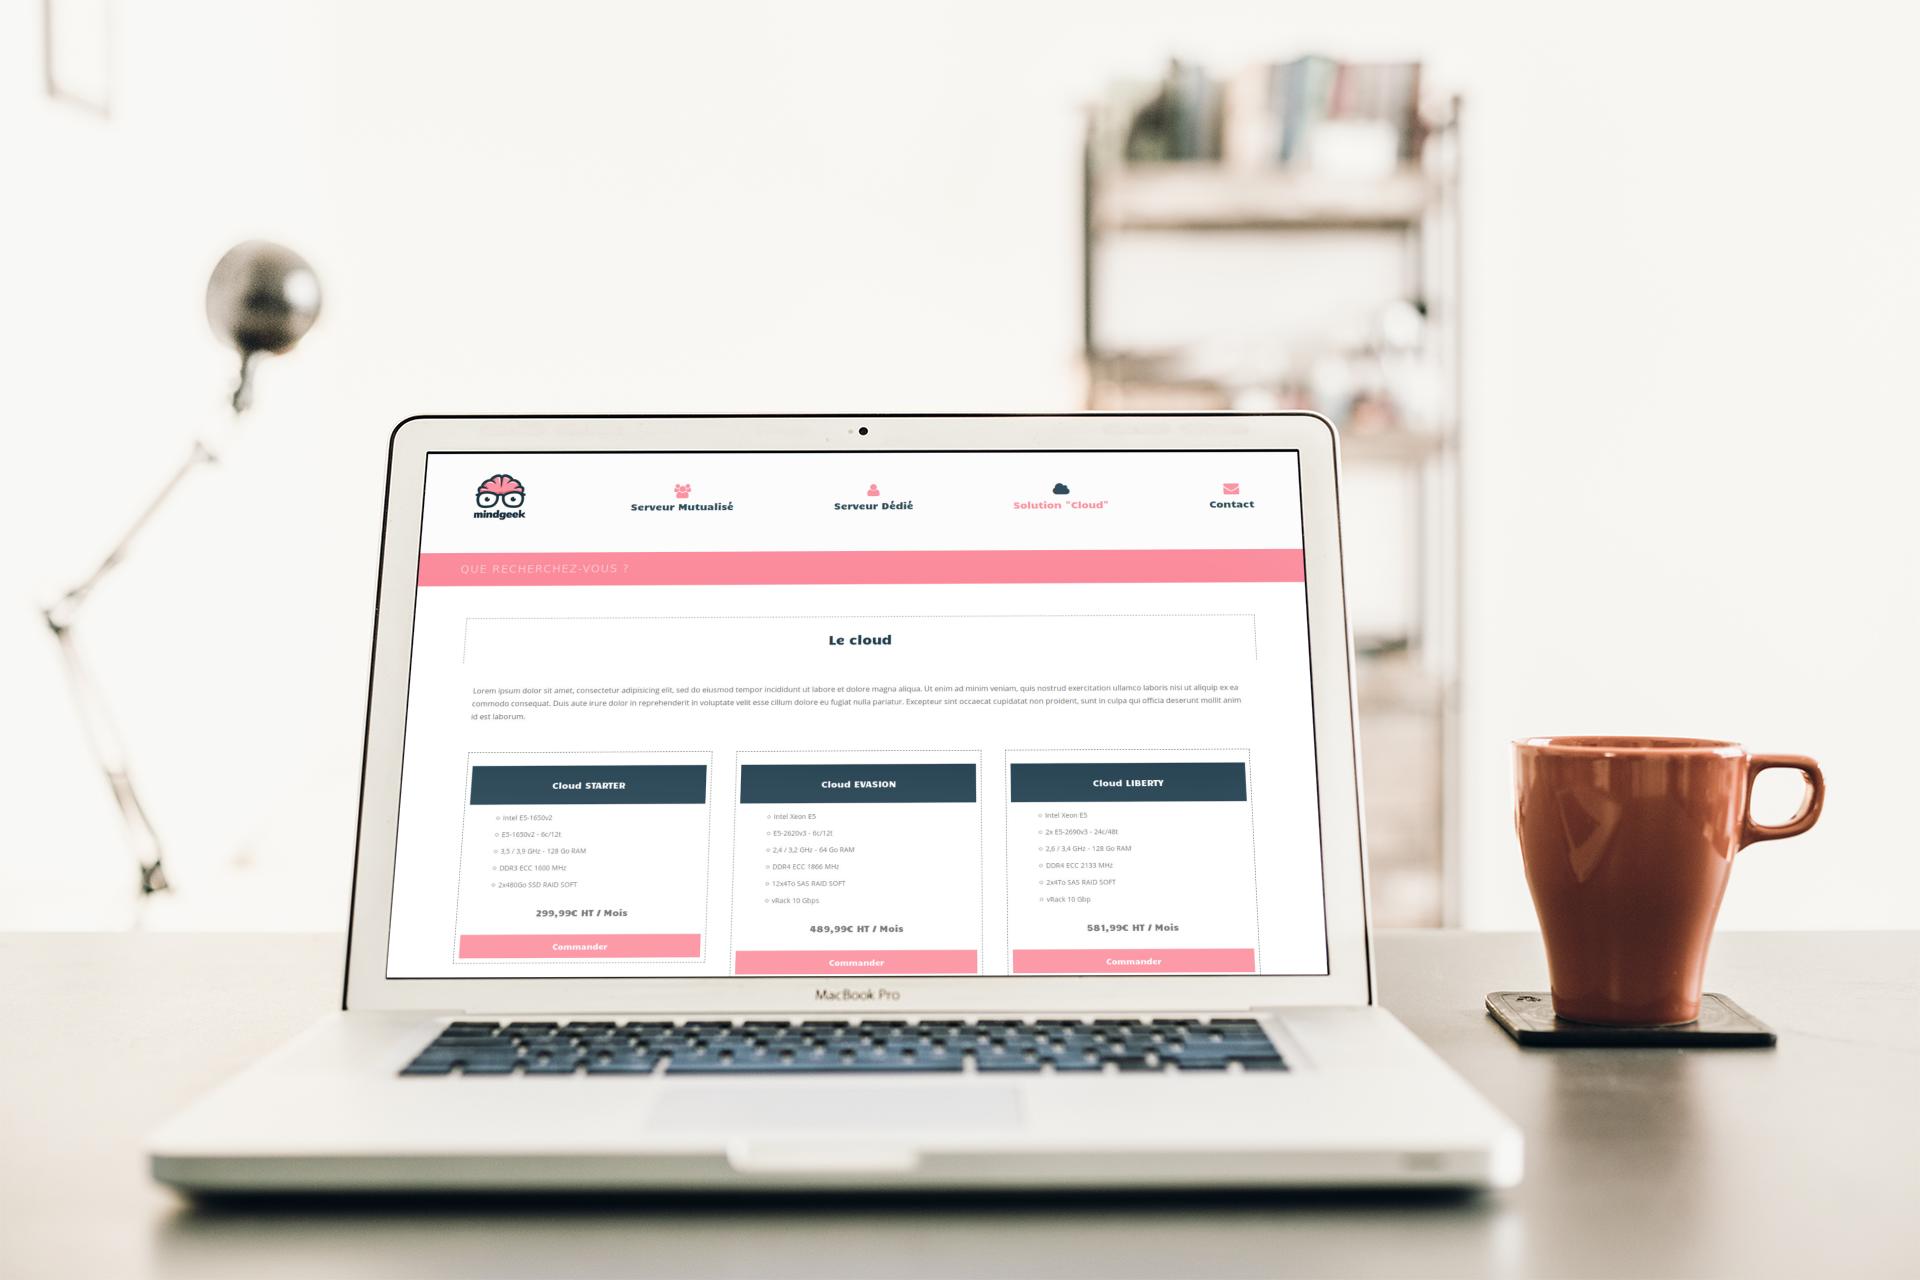 mindgeek
Serveur Mutualisé
Serveur Dédié
Solution "Cloud"
Contact
QUE RECHERCHEZ-VOUS ?
Le cloud
Lorem ipsum dolor sit amet, consectetur adipisicing elit, sed do eiusmod tempor incididunt ut labore et dolore magna aliqua. Ut enim ad minim veniam, quis nostrud exercitation ullamco laboris nisi ut aliquip ex ea
commodo consequat. Duis aute irure dolor in reprehenderit in voluptate velit esse cillum dolore eu fugiat nulla pariatur. Excepteur sint occaecat cupidatat non proident, sunt in culpa qui officia deserunt mollit anim
id est laborum.
Cloud STARTER
Intel E5-1650v2
E5-1650v2 - 6c/12t
3,5 / 3,9 GHz - 128 Go RAM
DDR3 ECC 1600 MHz
2x480Go SSD RAID SOFT
299,99€ HT / Mois
Commander
Cloud EVASION
Intel Xeon E5
E5-2620v3 - 6c/12t
2,4 / 3,2 GHz - 64 Go RAM
DDR4 ECC 1866 MHz
12x4To SAS RAID SOFT
vRack 10 Gbps
489,99€ HT / Mois
Commander
Cloud LIBERTY
Intel Xeon E5
2x E5-2690v3 - 24c/48t
2,6 / 3,4 GHz - 128 Go RAM
DDR4 ECC 2133 MHz
2x4To SAS RAID SOFT
vRack 10 Gbp
581,99€ HT / Mois
Commander
MacBook Pro